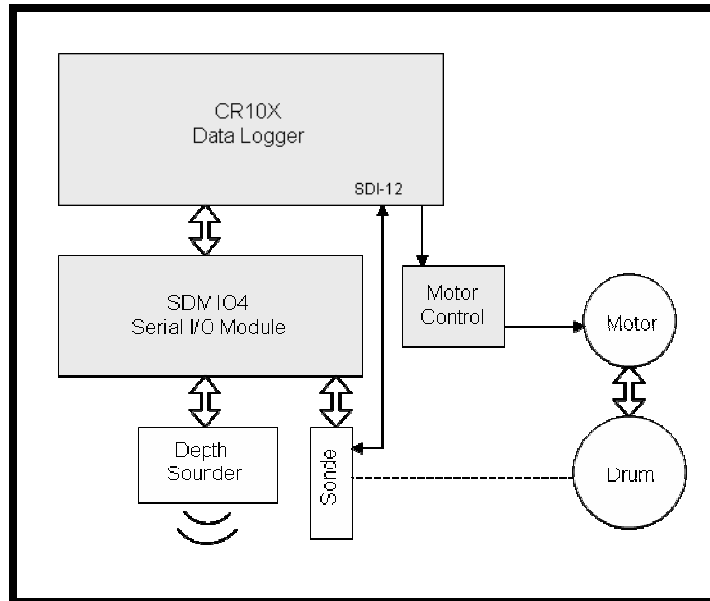 CR10X
Data Logger
SDI-12
SDM IO4
Serial I/O Module
Motor
Control
Motor
Depth
Sourder
Sonde
Drum